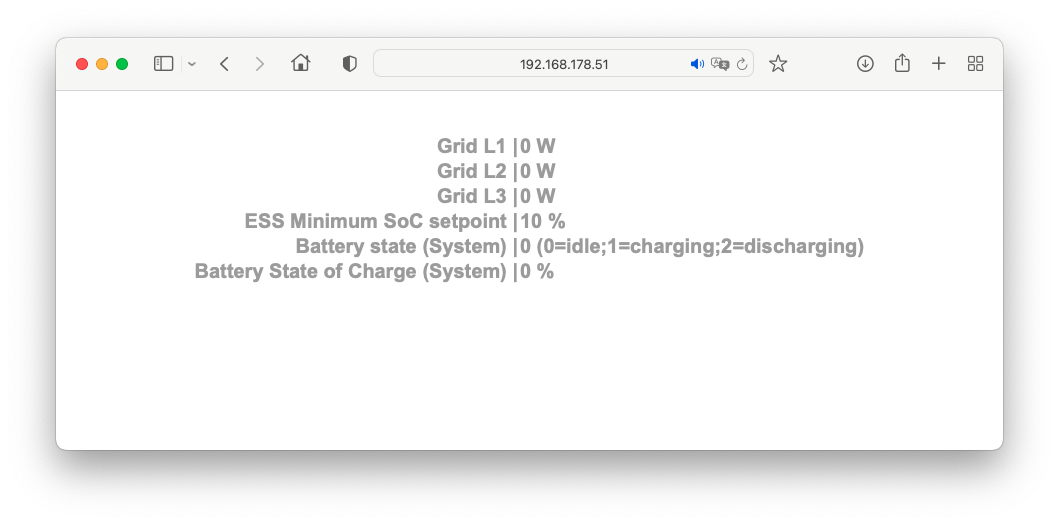 192.168.178.51
Grid L1 |0 W
Grid L2 |0 W
Grid L3 |0 W
ESS Minimum SoC setpoint |10 %
Battery state (System) |0 (0=idle;1=charging;2=discharging)
Battery State of Charge (System) |0 %